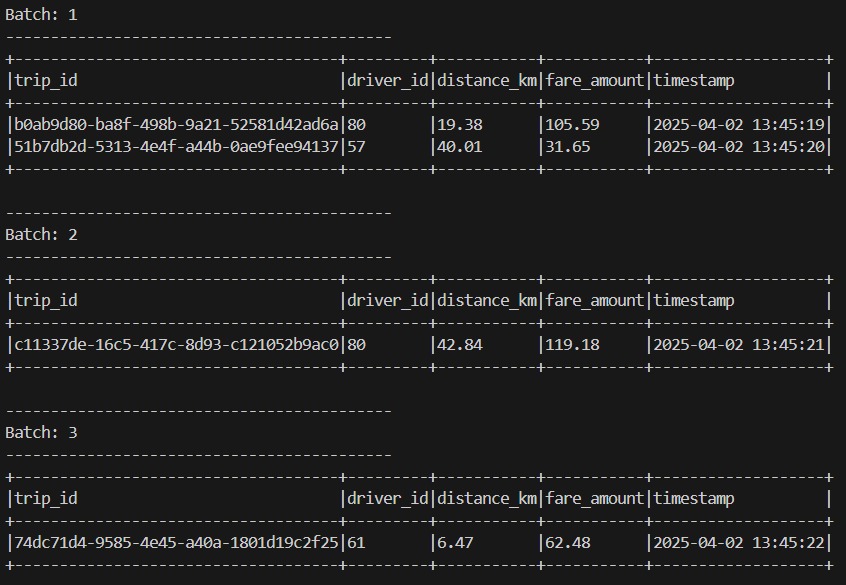 Batch: 1
-------------------------------------------
+------------------------------------+---------+-----------+-----------+-------------------+
|trip_id                             |driver_id|distance_km|fare_amount|timestamp          |
+------------------------------------+---------+-----------+-----------+-------------------+
|b0ab9d80-ba8f-498b-9a21-52581d42ad6a|80       |19.38      |105.59     |2025-04-02 13:45:19|
|51b7db2d-5313-4e4f-a44b-0ae9fee94137|57       |40.01      |31.65      |2025-04-02 13:45:20|
+------------------------------------+---------+-----------+-----------+-------------------+

-------------------------------------------
Batch: 2
-------------------------------------------
+------------------------------------+---------+-----------+-----------+-------------------+
|trip_id                             |driver_id|distance_km|fare_amount|timestamp          |
+------------------------------------+---------+-----------+-----------+-------------------+
|c11337de-16c5-417c-8d93-c121052b9ac0|80       |42.84      |119.18     |2025-04-02 13:45:21|
+------------------------------------+---------+-----------+-----------+-------------------+

-------------------------------------------
Batch: 3
-------------------------------------------
+------------------------------------+---------+-----------+-----------+-------------------+
|trip_id                             |driver_id|distance_km|fare_amount|timestamp          |
+------------------------------------+---------+-----------+-----------+-------------------+
|74dc71d4-9585-4e45-a40a-1801d19c2f25|61       |6.47       |62.48      |2025-04-02 13:45:22|
+------------------------------------+---------+-----------+-----------+-------------------+